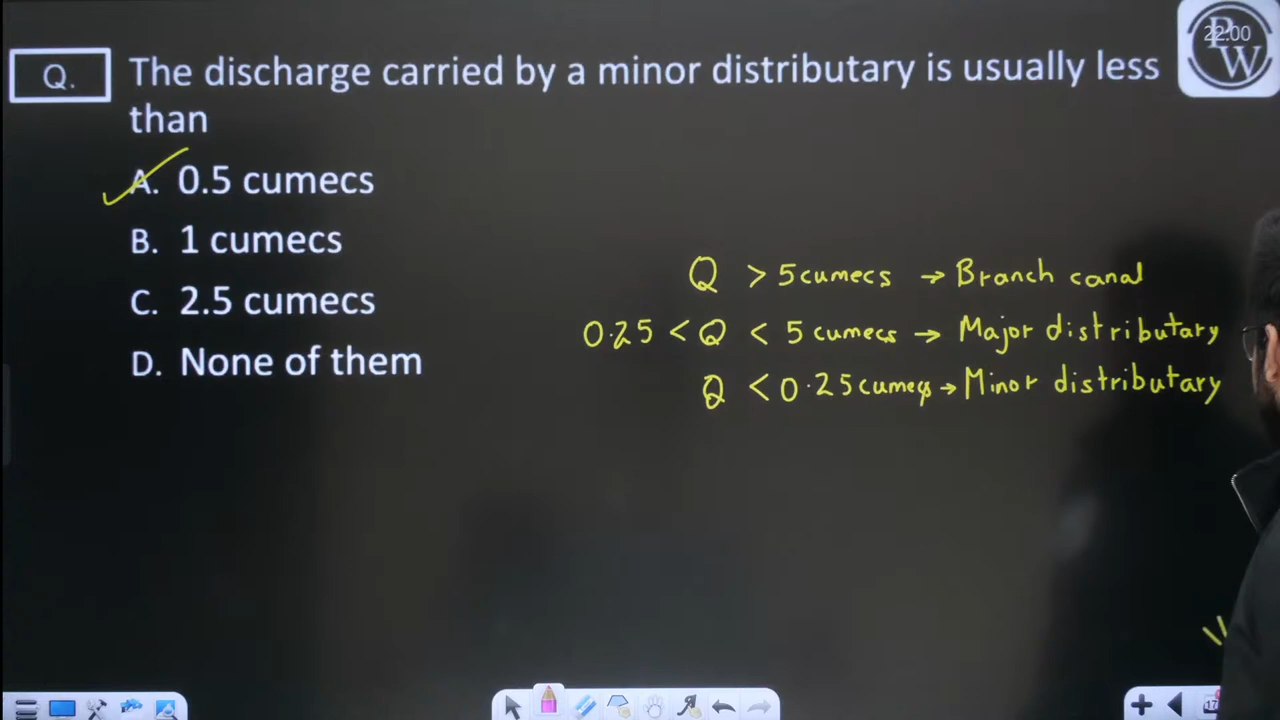 22:00
PW
Q. The discharge carried by a minor distributary is usually less
than
A. 0.5 cumecs
B. 1 cumecs
C. 2.5 cumecs
D. None of them
Q > 5 cumecs → Branch canal
0.25 < Q < 5 cumecs → Major distributary
Q < 0.25 cumecs → Minor distributary
17